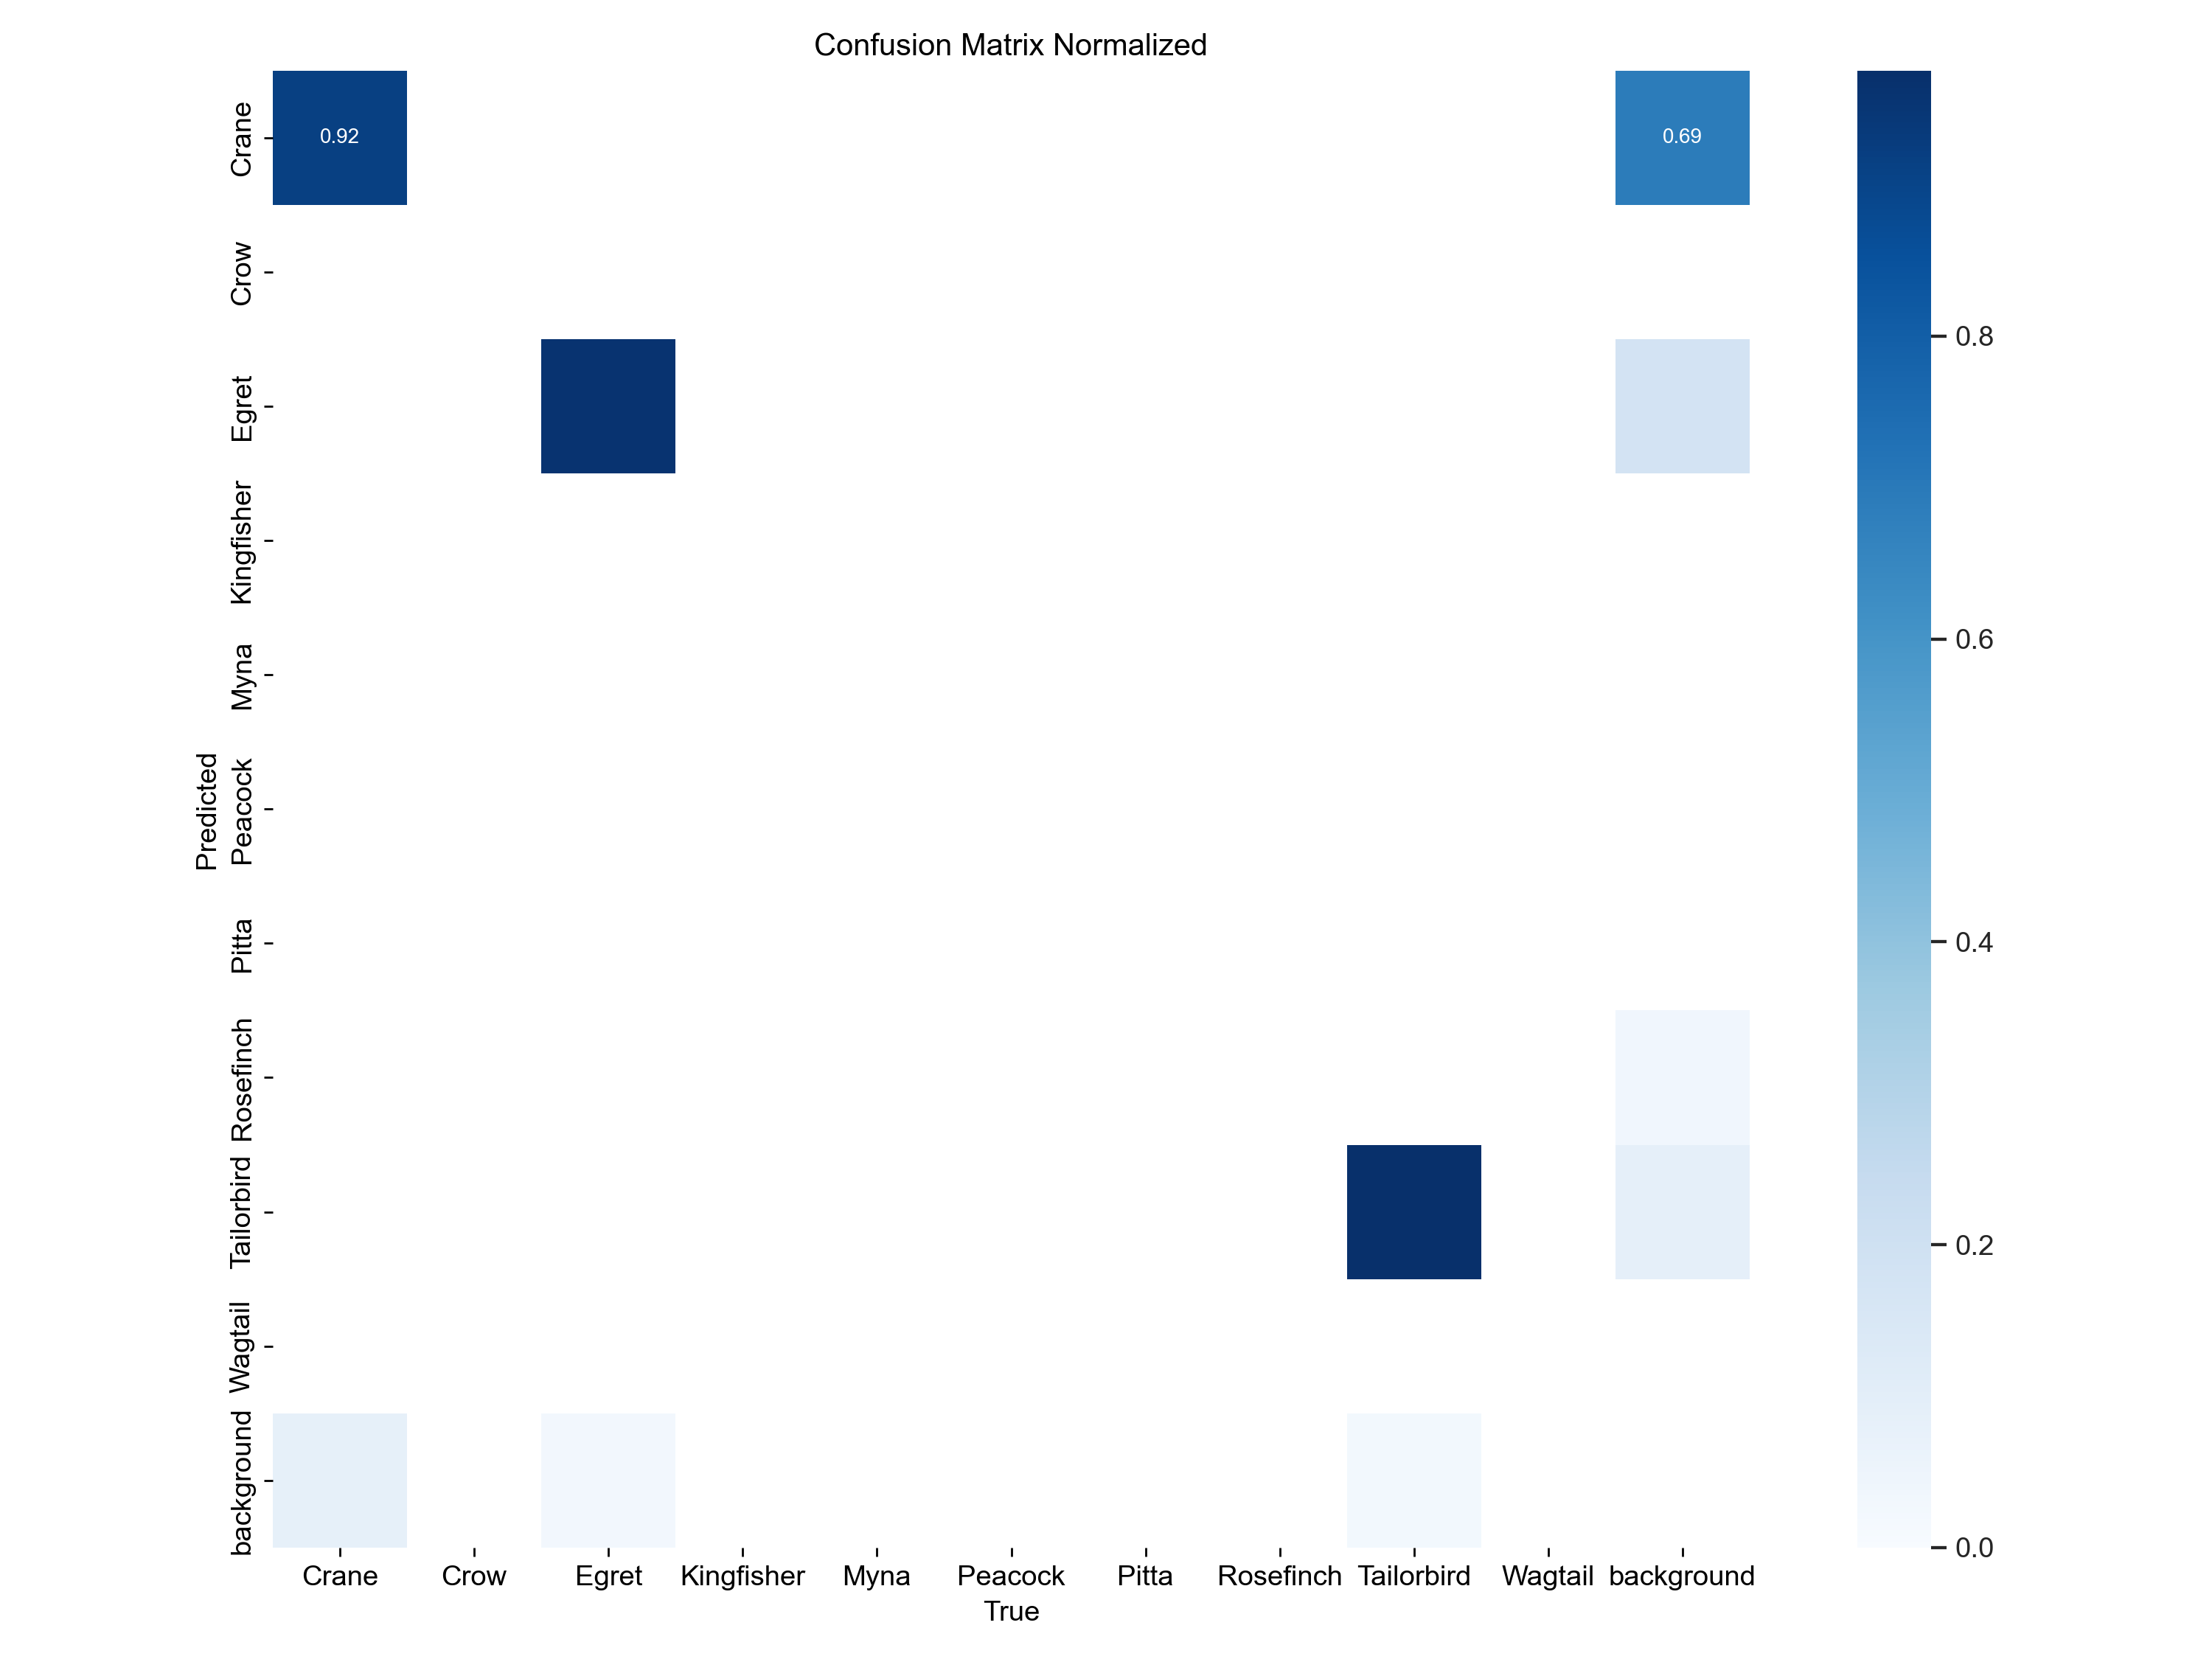 Confusion Matrix Normalized
Crane
Crow
Egret
Kingfisher
Myna
Peacock
Pitta
Rosefinch
Tailorbird
Wagtail
background
Predicted
0.92
0.69
0.8
0.6
0.4
0.2
0.0
Crane Crow Egret Kingfisher Myna Peacock Pitta Rosefinch Tailorbird Wagtail background
True